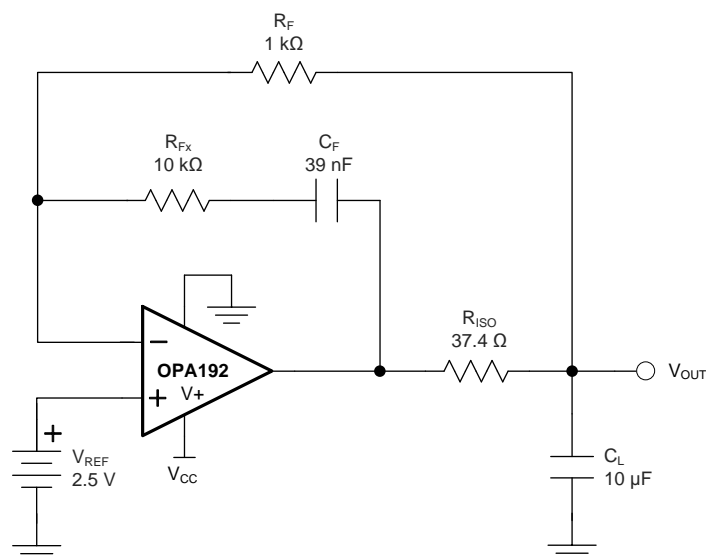 R_F
1 kΩ
R_Fx
10 kΩ
C_F
39 nF
OPA192
V+
−
+
R_ISO
37.4 Ω
V_OUT
+
V_REF
2.5 V
V_CC
C_L
10 µF